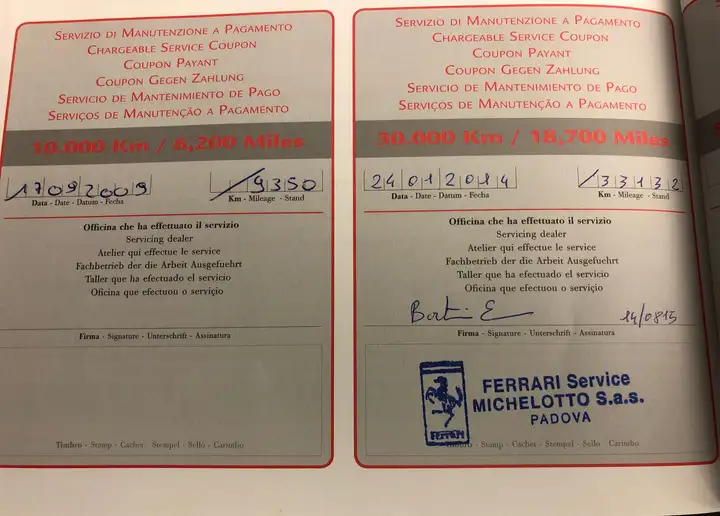 SERVIZIO DI MANUTENZIONE A PAGAMENTO
CHARGEABLE SERVICE COUPON
COUPON PAYANT
COUPON GEGEN ZAHLUNG
SERVICIO DE MANTENIMIENTO DE PAGO
SERVIÇOS DE MANUTENÇÃO A PAGAMENTO
10.000 Km / 6,200 Miles
17092009
9350
Data - Date - Datum - Fecha
Km - Mileage - Stand
Officina che ha effettuato il servizio
Servicing dealer
Atelier qui effectue le service
Fachbetrieb der die Arbeit Ausgefuehrt
Taller que ha efectuado el servicio
Oficina que efectuou o serviçio
Firma - Signature - Unterschrift - Assinatura
Timbro - Stamp - Cachet - Stempel - Sello - Carimbo
SERVIZIO DI MANUTENZIONE A PAGAMENTO
CHARGEABLE SERVICE COUPON
COUPON PAYANT
COUPON GEGEN ZAHLUNG
SERVICIO DE MANTENIMIENTO DE PAGO
SERVIÇOS DE MANUTENÇÃO A PAGAMENTO
30.000 Km / 18,700 Miles
24012014
33132
Data - Date - Datum - Fecha
Km - Mileage - Stand
Officina che ha effettuato il servizio
Servicing dealer
Atelier qui effectue le service
Fachbetrieb der die Arbeit Ausgefuehrt
Taller que ha efectuado el servicio
Oficina que efectuou o serviçio
14/0815
Firma - Signature - Unterschrift - Assinatura
Ferrari
FERRARI Service
MICHELOTTO S.a.s.
PADOVA
Timbro - Stamp - Cachet - Stempel - Sello Carimbo